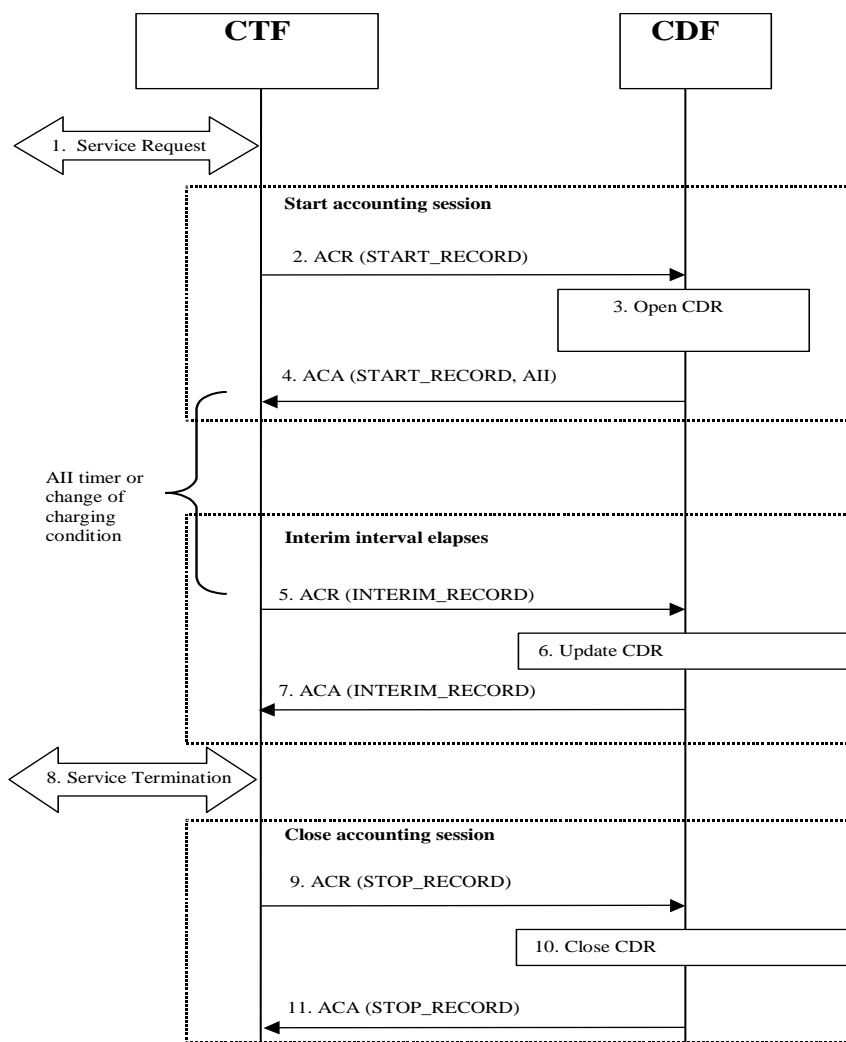 CTF
CDF
1. Service Request
Start accounting session
2. ACR (START_RECORD)
3. Open CDR
4. ACA (START_RECORD, AII)
AII timer or
change of
charging
condition
Interim interval elapses
5. ACR (INTERIM_RECORD)
6. Update CDR
7. ACA (INTERIM_RECORD)
8. Service Termination
Close accounting session
9. ACR (STOP_RECORD)
10. Close CDR
11. ACA (STOP_RECORD)